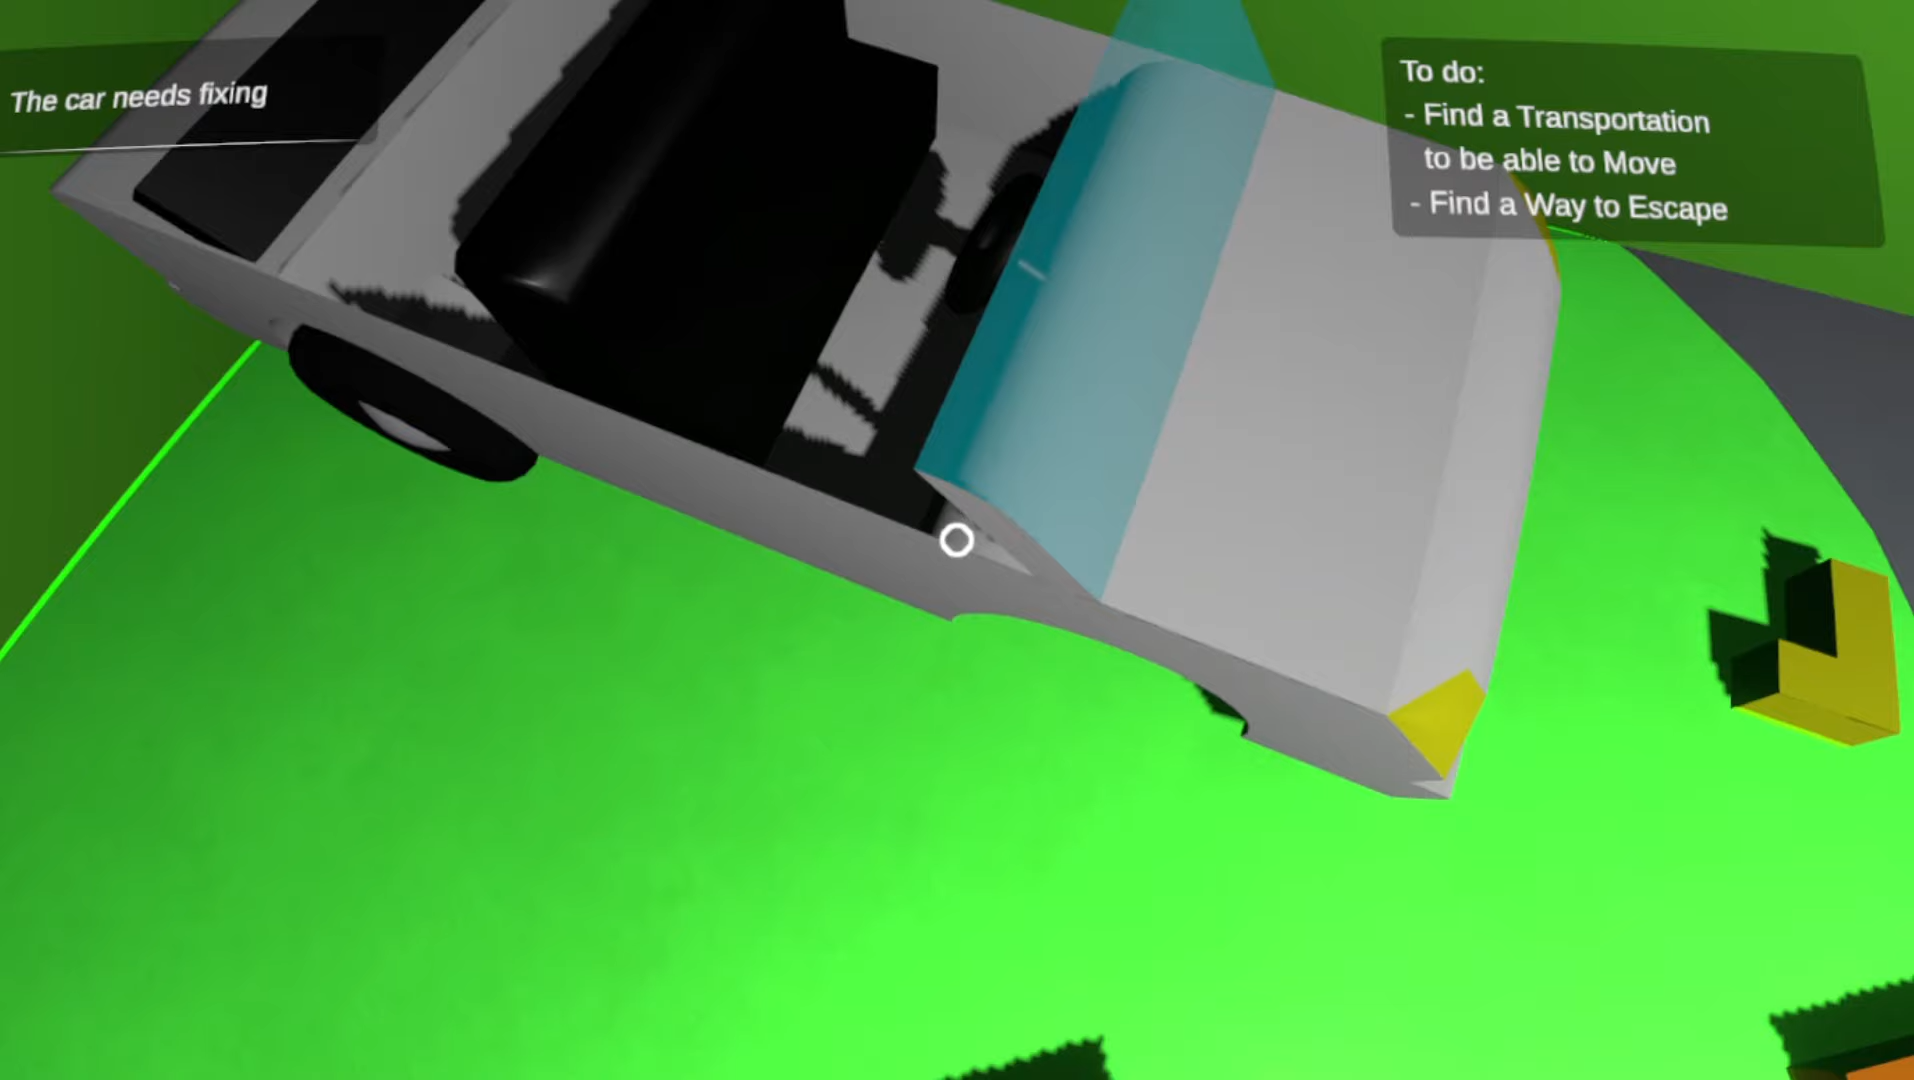 The car needs fixing
To do:
- Find a Transportation
to be able to Move
- Find a Way to Escape